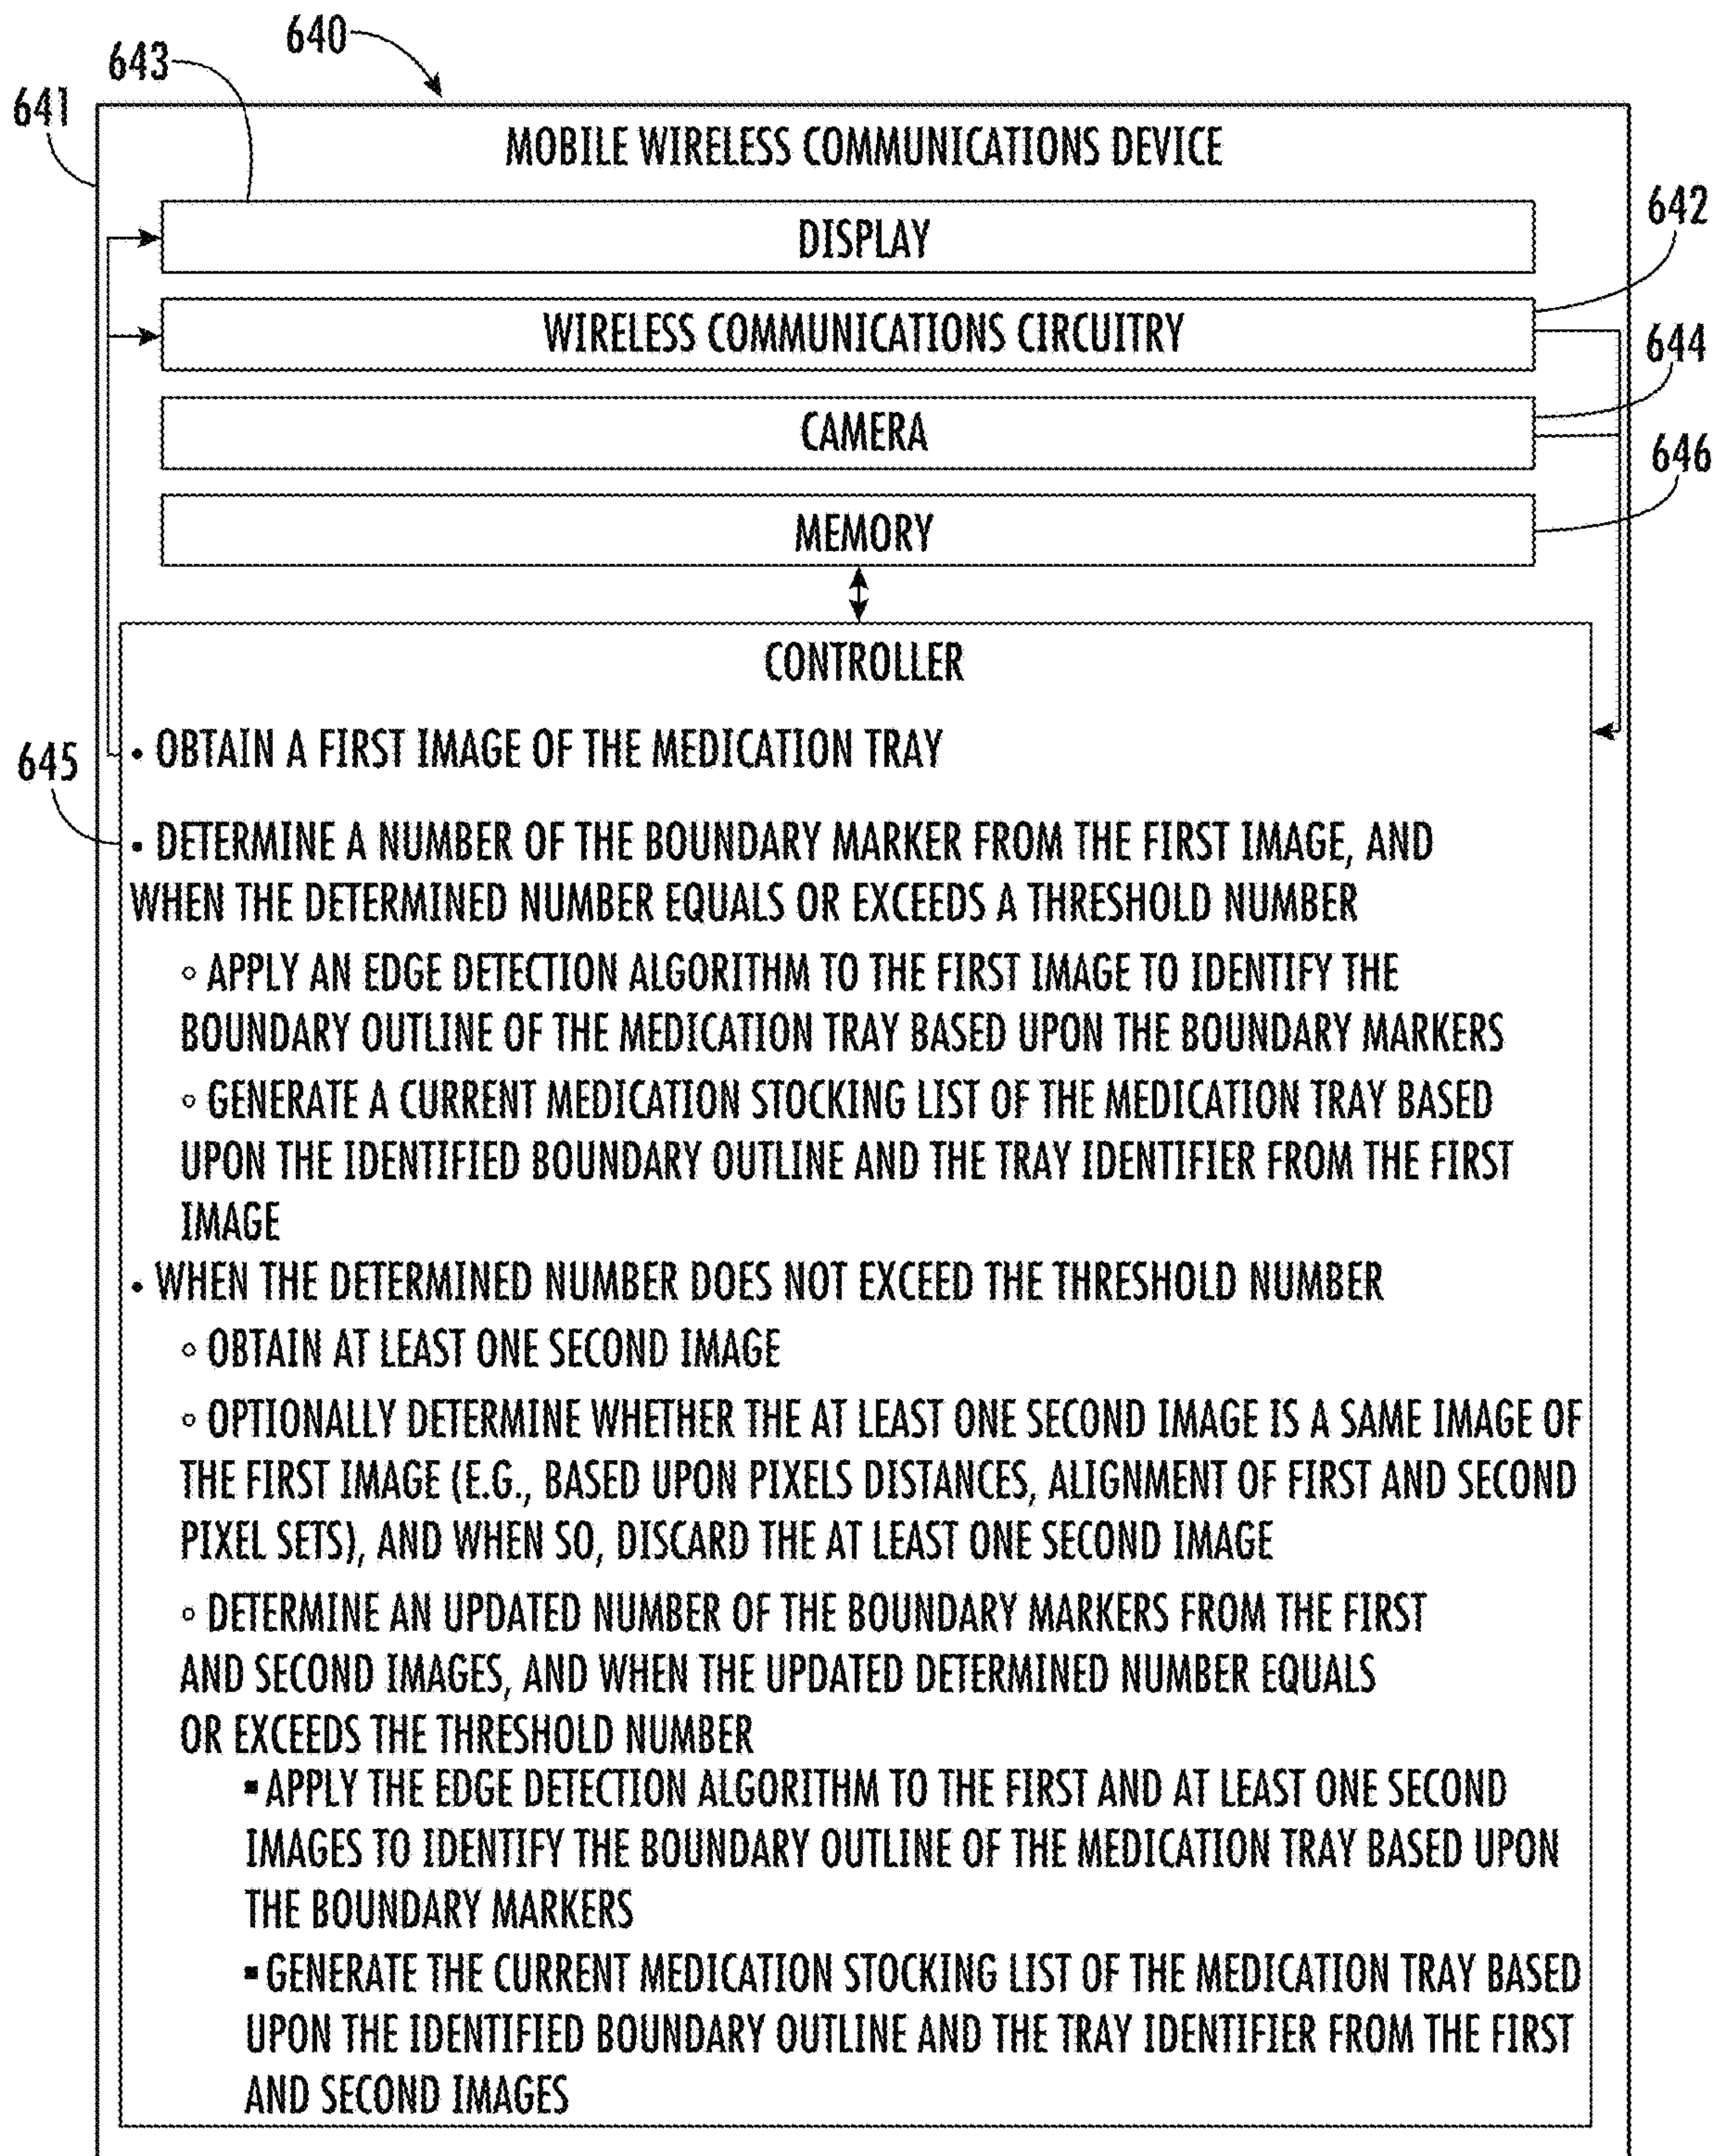 640
643
641
MOBILE WIRELESS COMMUNICATIONS DEVICE
642
DISPLAY
WIRELESS COMMUNICATIONS CIRCUITRY
644
CAMERA
646
MEMORY
CONTROLLER
645
• OBTAIN A FIRST IMAGE OF THE MEDICATION TRAY
• DETERMINE A NUMBER OF THE BOUNDARY MARKER FROM THE FIRST IMAGE, AND
WHEN THE DETERMINED NUMBER EQUALS OR EXCEEDS A THRESHOLD NUMBER
○ APPLY AN EDGE DETECTION ALGORITHM TO THE FIRST IMAGE TO IDENTIFY THE
BOUNDARY OUTLINE OF THE MEDICATION TRAY BASED UPON THE BOUNDARY MARKERS
○ GENERATE A CURRENT MEDICATION STOCKING LIST OF THE MEDICATION TRAY BASED
UPON THE IDENTIFIED BOUNDARY OUTLINE AND THE TRAY IDENTIFIER FROM THE FIRST
IMAGE
• WHEN THE DETERMINED NUMBER DOES NOT EXCEED THE THRESHOLD NUMBER
○ OBTAIN AT LEAST ONE SECOND IMAGE
○ OPTIONALLY DETERMINE WHETHER THE AT LEAST ONE SECOND IMAGE IS A SAME IMAGE OF
THE FIRST IMAGE (E.G., BASED UPON PIXELS DISTANCES, ALIGNMENT OF FIRST AND SECOND
PIXEL SETS), AND WHEN SO, DISCARD THE AT LEAST ONE SECOND IMAGE
○ DETERMINE AN UPDATED NUMBER OF THE BOUNDARY MARKERS FROM THE FIRST
AND SECOND IMAGES, AND WHEN THE UPDATED DETERMINED NUMBER EQUALS
OR EXCEEDS THE THRESHOLD NUMBER
▪ APPLY THE EDGE DETECTION ALGORITHM TO THE FIRST AND AT LEAST ONE SECOND
IMAGES TO IDENTIFY THE BOUNDARY OUTLINE OF THE MEDICATION TRAY BASED UPON
THE BOUNDARY MARKERS
▪ GENERATE THE CURRENT MEDICATION STOCKING LIST OF THE MEDICATION TRAY BASED
UPON THE IDENTIFIED BOUNDARY OUTLINE AND THE TRAY IDENTIFIER FROM THE FIRST
AND SECOND IMAGES